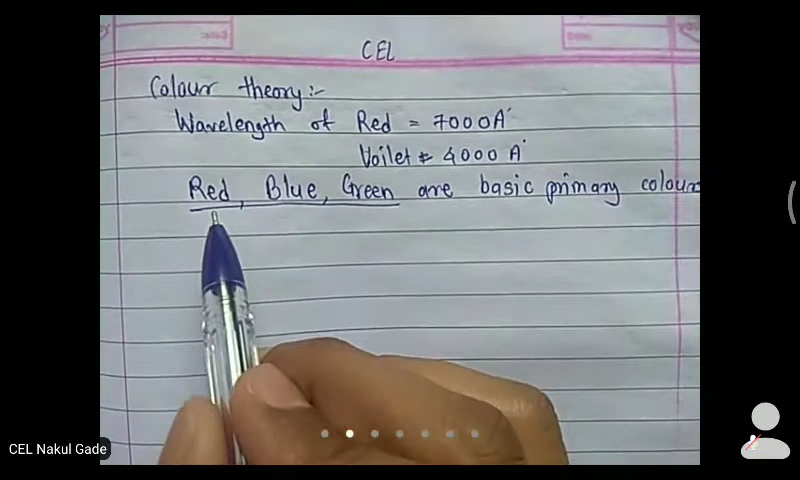 CEL
Colour theory:-
Wavelength of Red = 7000A°
Voilet = 4000 A°
Red, Blue, Green are basic primary colour
CEL Nakul Gade